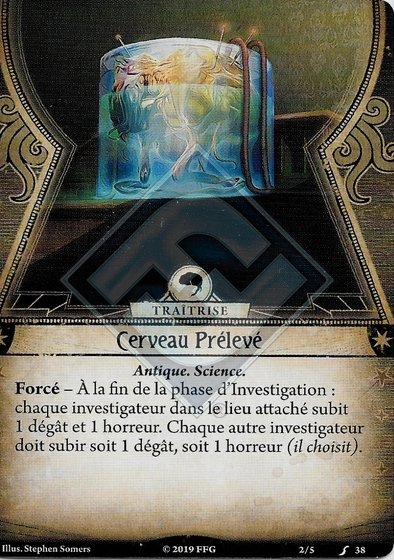 TRAÎTRISE
Cerveau Prélevé
Antique. Science.
Forcé – À la fin de la phase d'Investigation :
chaque investigateur dans le lieu attaché subit
1 dégât et 1 horreur. Chaque autre investigateur
doit subir soit 1 dégât, soit 1 horreur (il choisit).
Illus. Stephen Somers © 2019 FFG 2/5 38